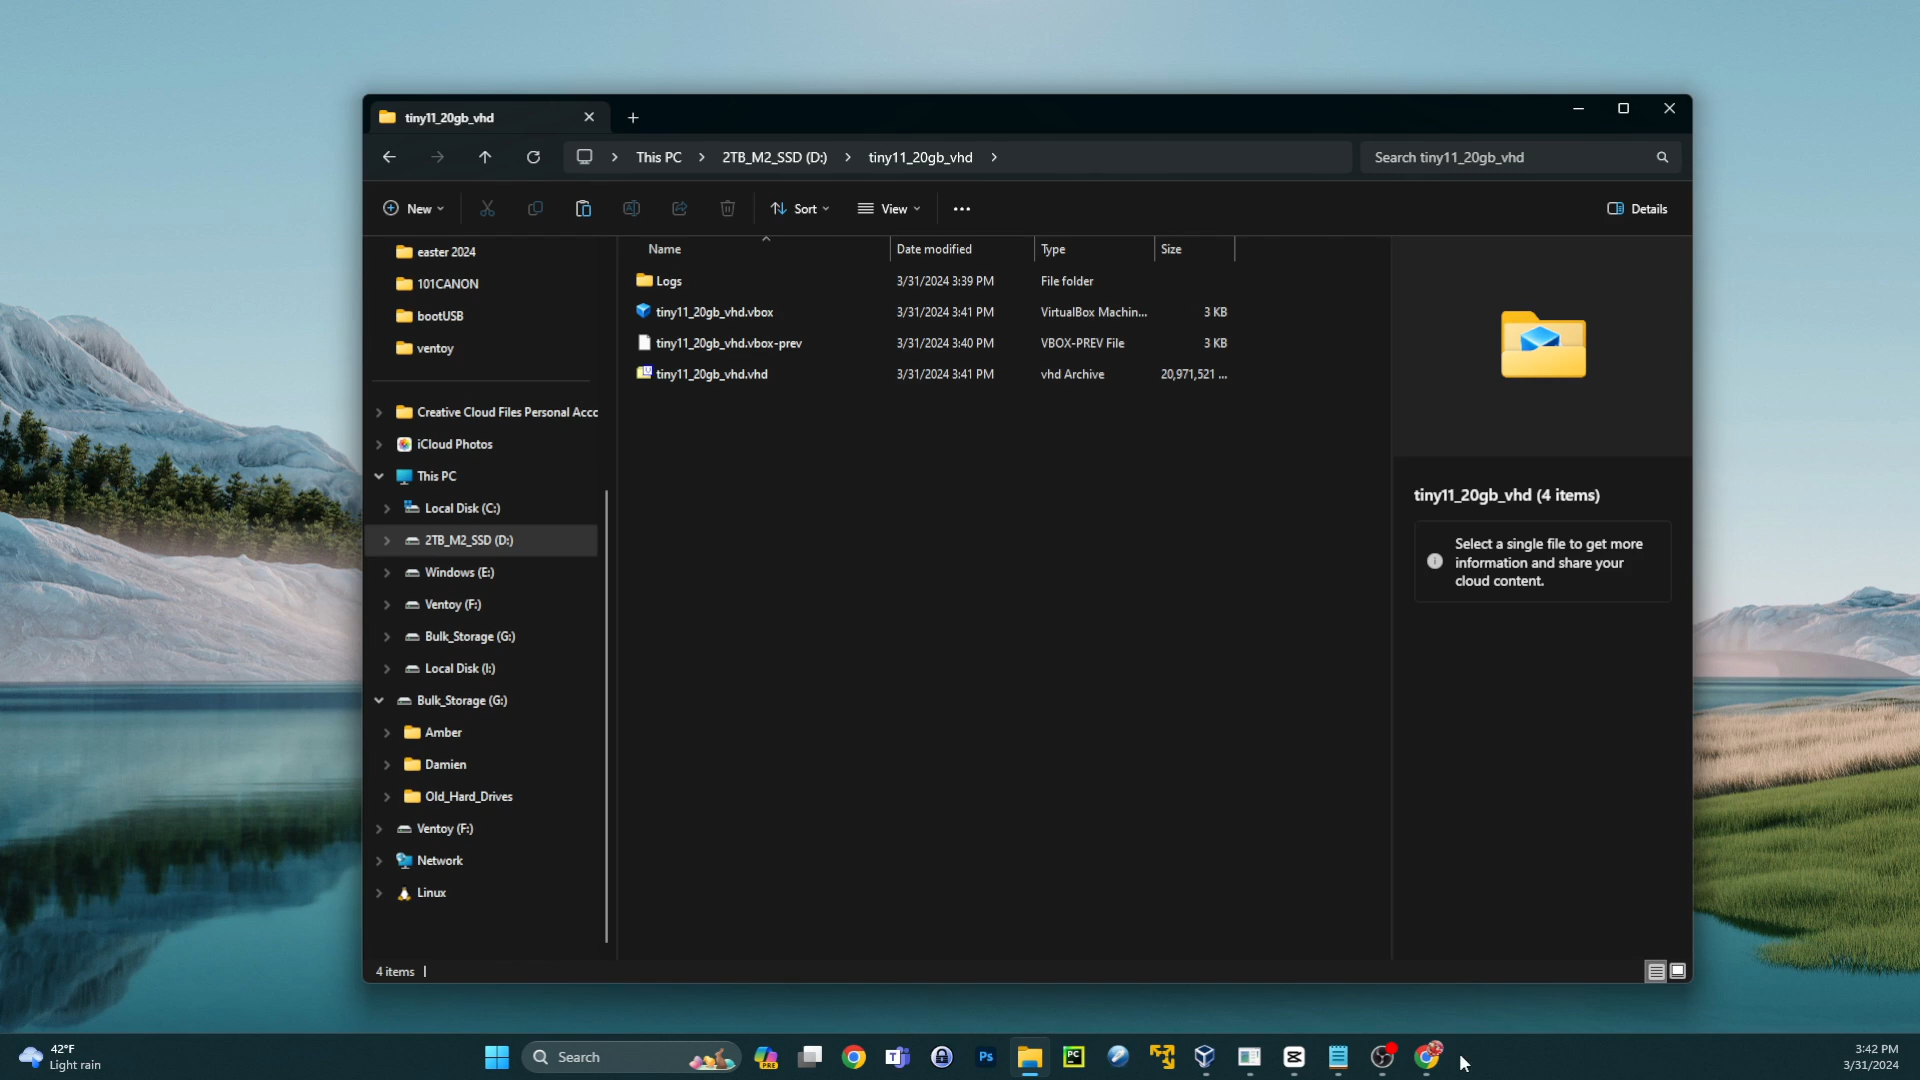 tiny11_20gb_vhd
This PC
2TB_M2_SSD (D:)
tiny11_20gb_vhd
Search tiny11_20gb_vhd
New
Sort
View
Details
easter 2024
101CANON
bootUSB
ventoy
Creative Cloud Files Personal Acco
iCloud Photos
This PC
Local Disk (C:)
2TB_M2_SSD (D:)
Windows (E:)
Ventoy (F:)
Bulk_Storage (G:)
Local Disk (I:)
Bulk_Storage (G:)
Amber
Damien
Old_Hard_Drives
Ventoy (F:)
Network
Linux
Name Date modified Type Size
Logs 3/31/2024 3:39 PM File folder
tiny11_20gb_vhd.vbox 3/31/2024 3:41 PM VirtualBox Machin... 3 KB
tiny11_20gb_vhd.vbox-prev 3/31/2024 3:40 PM VBOX-PREV File 3 KB
tiny11_20gb_vhd.vhd 3/31/2024 3:41 PM vhd Archive 20,971,521 ...
tiny11_20gb_vhd (4 items)
Select a single file to get more
information and share your
cloud content.
4 items
42°F
Light rain
Search
PRE
T
Ps
PC
3:42 PM
3/31/2024